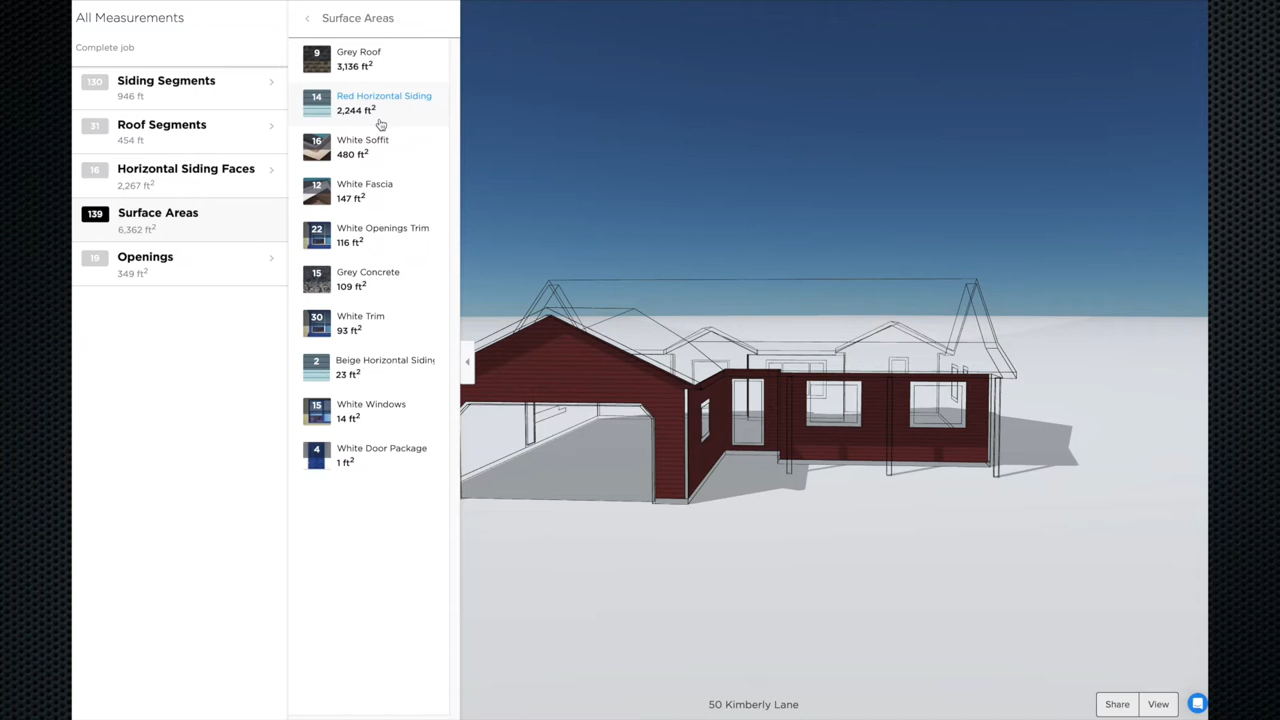 All Measurements
Complete job
130 Siding Segments
946 ft
31 Roof Segments
454 ft
16 Horizontal Siding Faces
2,267 ft²
139 Surface Areas
6,362 ft²
19 Openings
349 ft²
Surface Areas
9 Grey Roof
3,136 ft²
14 Red Horizontal Siding
2,244 ft²
16 White Soffit
480 ft²
12 White Fascia
147 ft²
22 White Openings Trim
116 ft²
15 Grey Concrete
109 ft²
30 White Trim
93 ft²
2 Beige Horizontal Siding
23 ft²
15 White Windows
14 ft²
4 White Door Package
1 ft²
50 Kimberly Lane
Share View